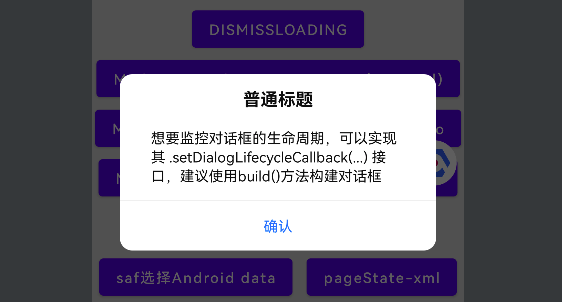 DISMISSLOADING
普通标题
想要监控对话框的生命周期，可以实现
其 .setDialogLifecycleCallback(...) 接
口，建议使用build()方法构建对话框
确认
saf选择Android data
pageState-xml